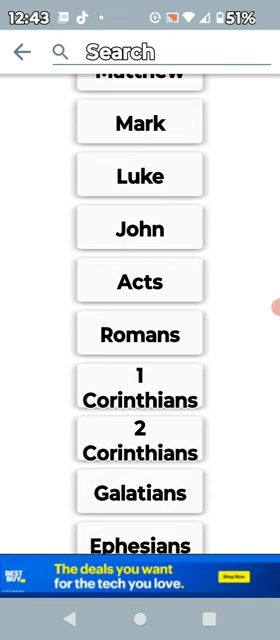 12:43
51%
Search
Matthew
Mark
Luke
John
Acts
Romans
1
Corinthians
2
Corinthians
Galatians
Ephesians
BEST
BUY
The deals you want
for the tech you love.
Shop Now